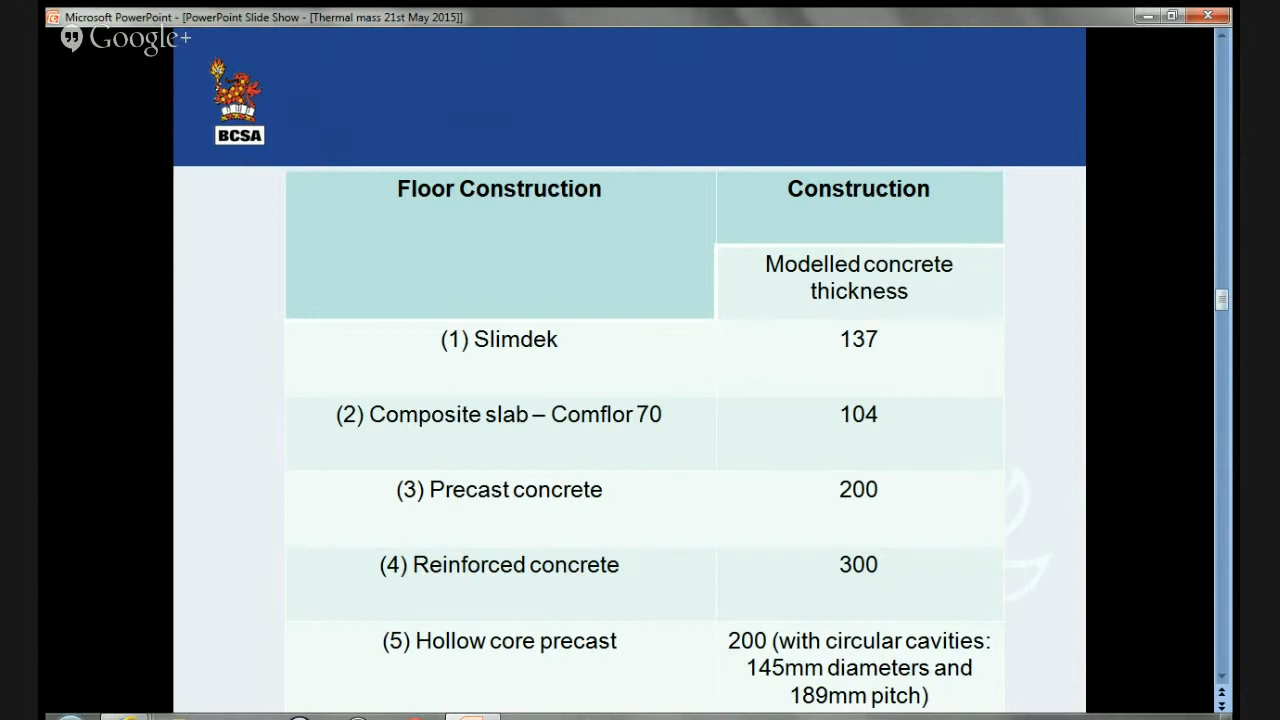 Microsoft PowerPoint - [PowerPoint Slide Show - [Thermal mass 21st May 2015]]
Google+
BCSA
Floor Construction
Construction
Modelled concrete
thickness
(1) Slimdek
137
(2) Composite slab – Comflor 70
104
(3) Precast concrete
200
(4) Reinforced concrete
300
(5) Hollow core precast
200 (with circular cavities:
145mm diameters and
189mm pitch)